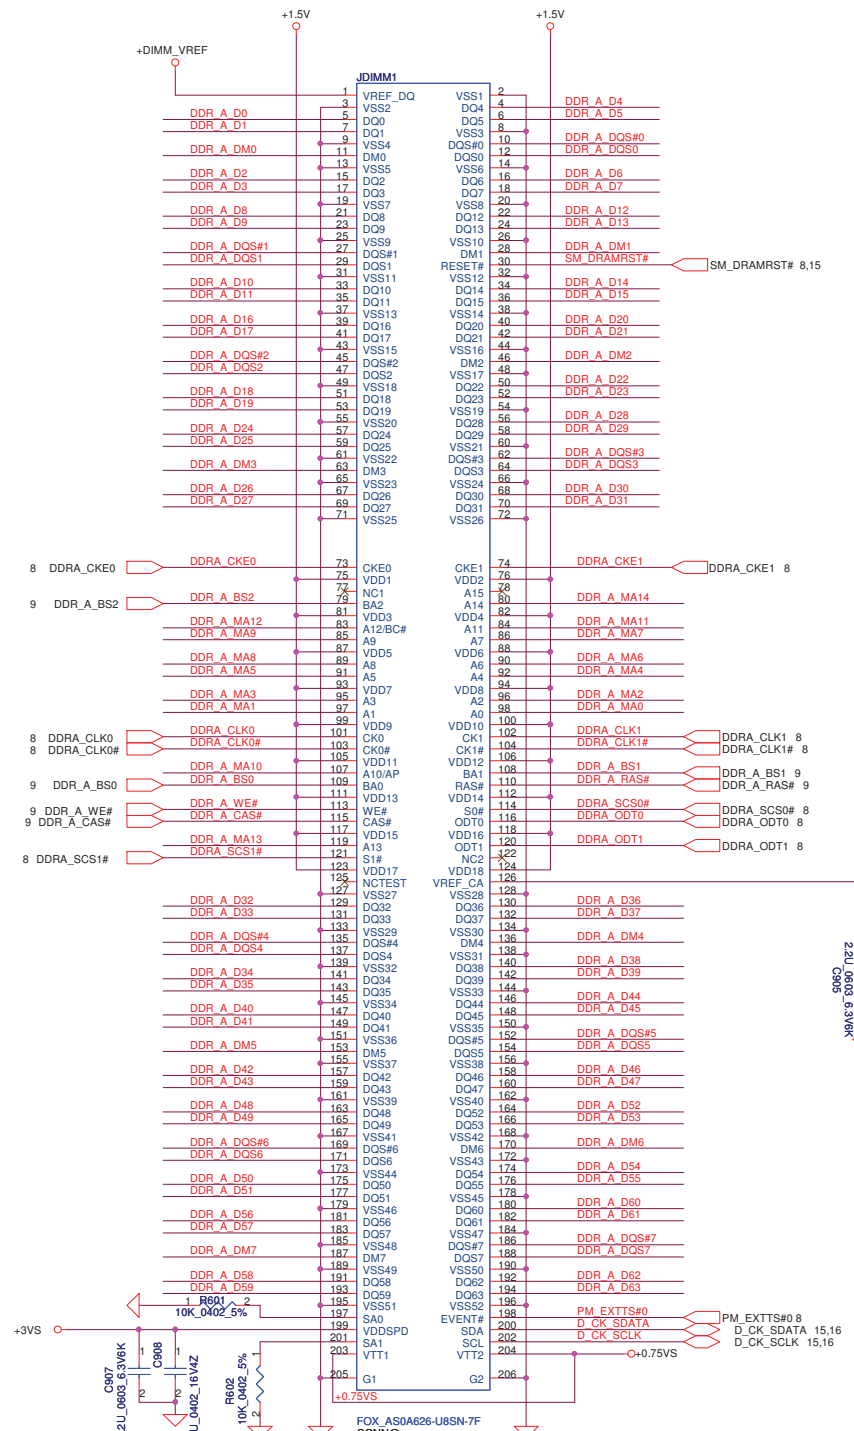 +1.5V +1.5V
+DIMM_VREF
JDIMM1
1 VREF_DQ VSS1 2
3 VSS2 DQ4 4 DDR_A_D4
DDR_A_D0 5 DQ0 DQ5 6 DDR_A_D5
DDR_A_D1 7 DQ1 VSS3 8
9 VSS4 DQS#0 10 DDR_A_DQS#0
DDR_A_DM0 11 DM0 DQS0 12 DDR_A_DQS0
13 VSS5 VSS6 14
DDR_A_D2 15 DQ2 DQ6 16 DDR_A_D6
DDR_A_D3 17 DQ3 DQ7 18 DDR_A_D7
19 VSS7 VSS8 20
DDR_A_D8 21 DQ8 DQ12 22 DDR_A_D12
DDR_A_D9 23 DQ9 DQ13 24 DDR_A_D13
25 VSS9 VSS10 26
DDR_A_DQS#1 27 DQS#1 DM1 28 DDR_A_DM1
DDR_A_DQS1 29 DQS1 RESET# 30 SM_DRAMRST# SM_DRAMRST# 8,15
31 VSS11 VSS12 32
DDR_A_D10 33 DQ10 DQ14 34 DDR_A_D14
DDR_A_D11 35 DQ11 DQ15 36 DDR_A_D15
37 VSS13 VSS14 38
DDR_A_D16 39 DQ16 DQ20 40 DDR_A_D20
DDR_A_D17 41 DQ17 DQ21 42 DDR_A_D21
43 VSS15 VSS16 44
DDR_A_DQS#2 45 DQS#2 DM2 46 DDR_A_DM2
DDR_A_DQS2 47 DQS2 VSS17 48
49 VSS18 DQ22 50 DDR_A_D22
DDR_A_D18 51 DQ18 DQ23 52 DDR_A_D23
DDR_A_D19 53 DQ19 VSS19 54
55 VSS20 DQ28 56 DDR_A_D28
DDR_A_D24 57 DQ24 DQ29 58 DDR_A_D29
DDR_A_D25 59 DQ25 VSS21 60
61 VSS22 DQS#3 62 DDR_A_DQS#3
DDR_A_DM3 63 DM3 DQS3 64 DDR_A_DQS3
65 VSS23 VSS24 66
DDR_A_D26 67 DQ26 DQ30 68 DDR_A_D30
DDR_A_D27 69 DQ27 DQ31 70 DDR_A_D31
71 VSS25 VSS26 72
8 DDRA_CKE0 DDRA_CKE0 73 CKE0 CKE1 74 DDRA_CKE1 DDRA_CKE1 8
75 VDD1 VDD2 76
77 NC1 A15 78
9 DDR_A_BS2 DDR_A_BS2 79 BA2 A14 80 DDR_A_MA14
81 VDD3 VDD4 82
DDR_A_MA12 83 A12/BC# A11 84 DDR_A_MA11
DDR_A_MA9 85 A9 A7 86 DDR_A_MA7
87 VDD5 VDD6 88
DDR_A_MA8 89 A8 A6 90 DDR_A_MA6
DDR_A_MA5 91 A5 A4 92 DDR_A_MA4
93 VDD7 VDD8 94
DDR_A_MA3 95 A3 A2 96 DDR_A_MA2
DDR_A_MA1 97 A1 A0 98 DDR_A_MA0
99 VDD9 VDD10 100
8 DDRA_CLK0 DDRA_CLK0 101 CK0 CK1 102 DDRA_CLK1 DDRA_CLK1 8
8 DDRA_CLK0# DDRA_CLK0# 103 CK0# CK1# 104 DDRA_CLK1# DDRA_CLK1# 8
105 VDD11 VDD12 106
DDR_A_MA10 107 A10/AP BA1 108 DDR_A_BS1 DDR_A_BS1 9
9 DDR_A_BS0 DDR_A_BS0 109 BA0 RAS# 110 DDR_A_RAS# DDR_A_RAS# 9
111 VDD13 VDD14 112
9 DDR_A_WE# DDR_A_WE# 113 WE# S0# 114 DDRA_SCS0# DDRA_SCS0# 8
9 DDR_A_CAS# DDR_A_CAS# 115 CAS# ODT0 116 DDRA_ODT0 DDRA_ODT0 8
117 VDD15 VDD16 118
DDR_A_MA13 119 A13 ODT1 120 DDRA_ODT1 DDRA_ODT1 8
8 DDRA_SCS1# DDRA_SCS1# 121 S1# NC2 122
123 VDD17 VDD18 124
125 NCTEST VREF_CA 126
127 VSS27 VSS28 128
DDR_A_D32 129 DQ32 DQ36 130 DDR_A_D36
DDR_A_D33 131 DQ33 DQ37 132 DDR_A_D37
133 VSS29 VSS30 134
DDR_A_DQS#4 135 DQS#4 DM4 136 DDR_A_DM4
DDR_A_DQS4 137 DQS4 VSS31 138
139 VSS32 DQ38 140 DDR_A_D38
DDR_A_D34 141 DQ34 DQ39 142 DDR_A_D39
DDR_A_D35 143 DQ35 VSS33 144
145 VSS34 DQ44 146 DDR_A_D44
DDR_A_D40 147 DQ40 DQ45 148 DDR_A_D45
DDR_A_D41 149 DQ41 VSS35 150
151 VSS36 DQS#5 152 DDR_A_DQS#5
DDR_A_DM5 153 DM5 DQS5 154 DDR_A_DQS5
155 VSS37 VSS38 156
DDR_A_D42 157 DQ42 DQ46 158 DDR_A_D46
DDR_A_D43 159 DQ43 DQ47 160 DDR_A_D47
161 VSS39 VSS40 162
DDR_A_D48 163 DQ48 DQ52 164 DDR_A_D52
DDR_A_D49 165 DQ49 DQ53 166 DDR_A_D53
167 VSS41 VSS42 168
DDR_A_DQS#6 169 DQS#6 DM6 170 DDR_A_DM6
DDR_A_DQS6 171 DQS6 VSS43 172
173 VSS44 DQ54 174 DDR_A_D54
DDR_A_D50 175 DQ50 DQ55 176 DDR_A_D55
DDR_A_D51 177 DQ51 VSS45 178
179 VSS46 DQ60 180 DDR_A_D60
DDR_A_D56 181 DQ56 DQ61 182 DDR_A_D61
DDR_A_D57 183 DQ57 VSS47 184
185 VSS48 DQS#7 186 DDR_A_DQS#7
DDR_A_DM7 187 DM7 DQS7 188 DDR_A_DQS7
189 VSS49 VSS50 190
DDR_A_D58 191 DQ58 DQ62 192 DDR_A_D62
DDR_A_D59 193 DQ59 DQ63 194 DDR_A_D63
195 VSS51 VSS52 196
197 SA0 EVENT# 198 PM_EXTTS#0 PM_EXTTS#0 8
199 VDDSPD SDA 200 D_CK_SDATA D_CK_SDATA 15,16
201 SA1 SCL 202 D_CK_SCLK D_CK_SCLK 15,16
203 VTT1 VTT2 204 +0.75VS
205 G1 G2 206
+0.75VS
FOX_AS0A626-U8SN-7F
1 R601 2
10K_0402_5%
+3VS
C907
2U_0603_6.3V6K
1 2
C908
U_0402_16V4Z
1 2
R602
10K_0402_5%
1 2
2.2U_0603_6.3V6K
C905